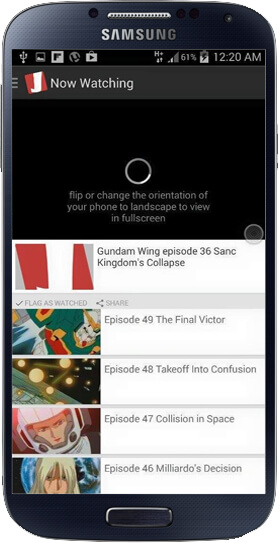 SAMSUNG
H+ 61% 12:20 AM
Now Watching
flip or change the orientation of
your phone to landscape to view
in fullscreen
Gundam Wing episode 36 Sanc
Kingdom's Collapse
FLAG AS WATCHED SHARE
Episode 49 The Final Victor
Episode 48 Takeoff Into Confusion
Episode 47 Collision in Space
Episode 46 Milliardo's Decision